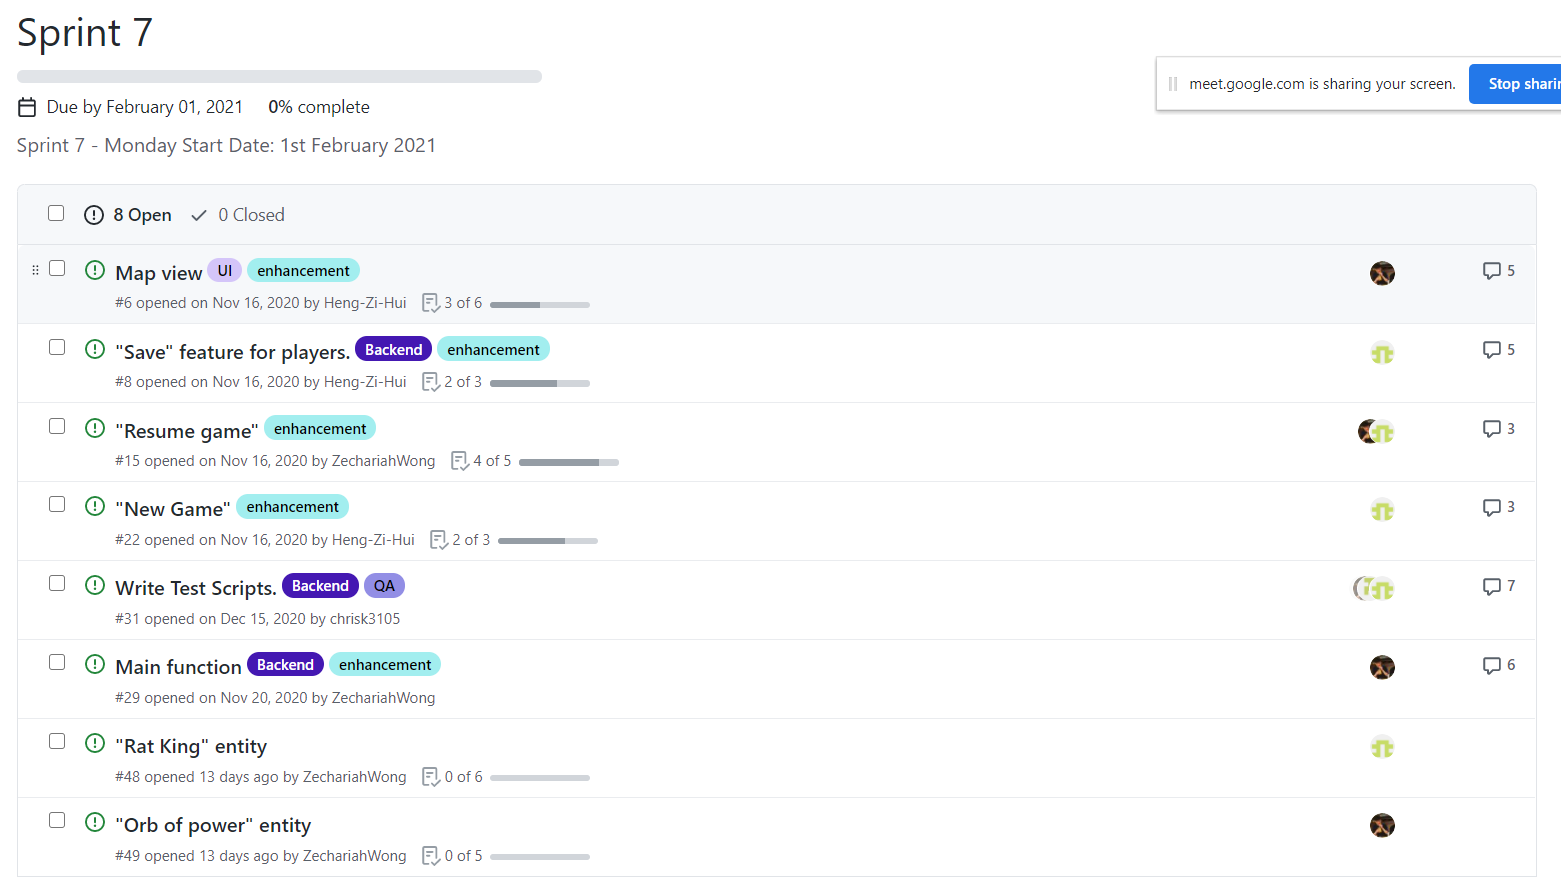 Sprint 7
meet.google.com is sharing your screen. Stop sharin
Due by February 01, 2021 0% complete
Sprint 7 - Monday Start Date: 1st February 2021
8 Open 0 Closed
Map view UI enhancement 5
#6 opened on Nov 16, 2020 by Heng-Zi-Hui 3 of 6
"Save" feature for players. Backend enhancement 5
#8 opened on Nov 16, 2020 by Heng-Zi-Hui 2 of 3
"Resume game" enhancement 3
#15 opened on Nov 16, 2020 by ZechariahWong 4 of 5
"New Game" enhancement 3
#22 opened on Nov 16, 2020 by Heng-Zi-Hui 2 of 3
Write Test Scripts. Backend QA 7
#31 opened on Dec 15, 2020 by chrisk3105
Main function Backend enhancement 6
#29 opened on Nov 20, 2020 by ZechariahWong
"Rat King" entity
#48 opened 13 days ago by ZechariahWong 0 of 6
"Orb of power" entity
#49 opened 13 days ago by ZechariahWong 0 of 5